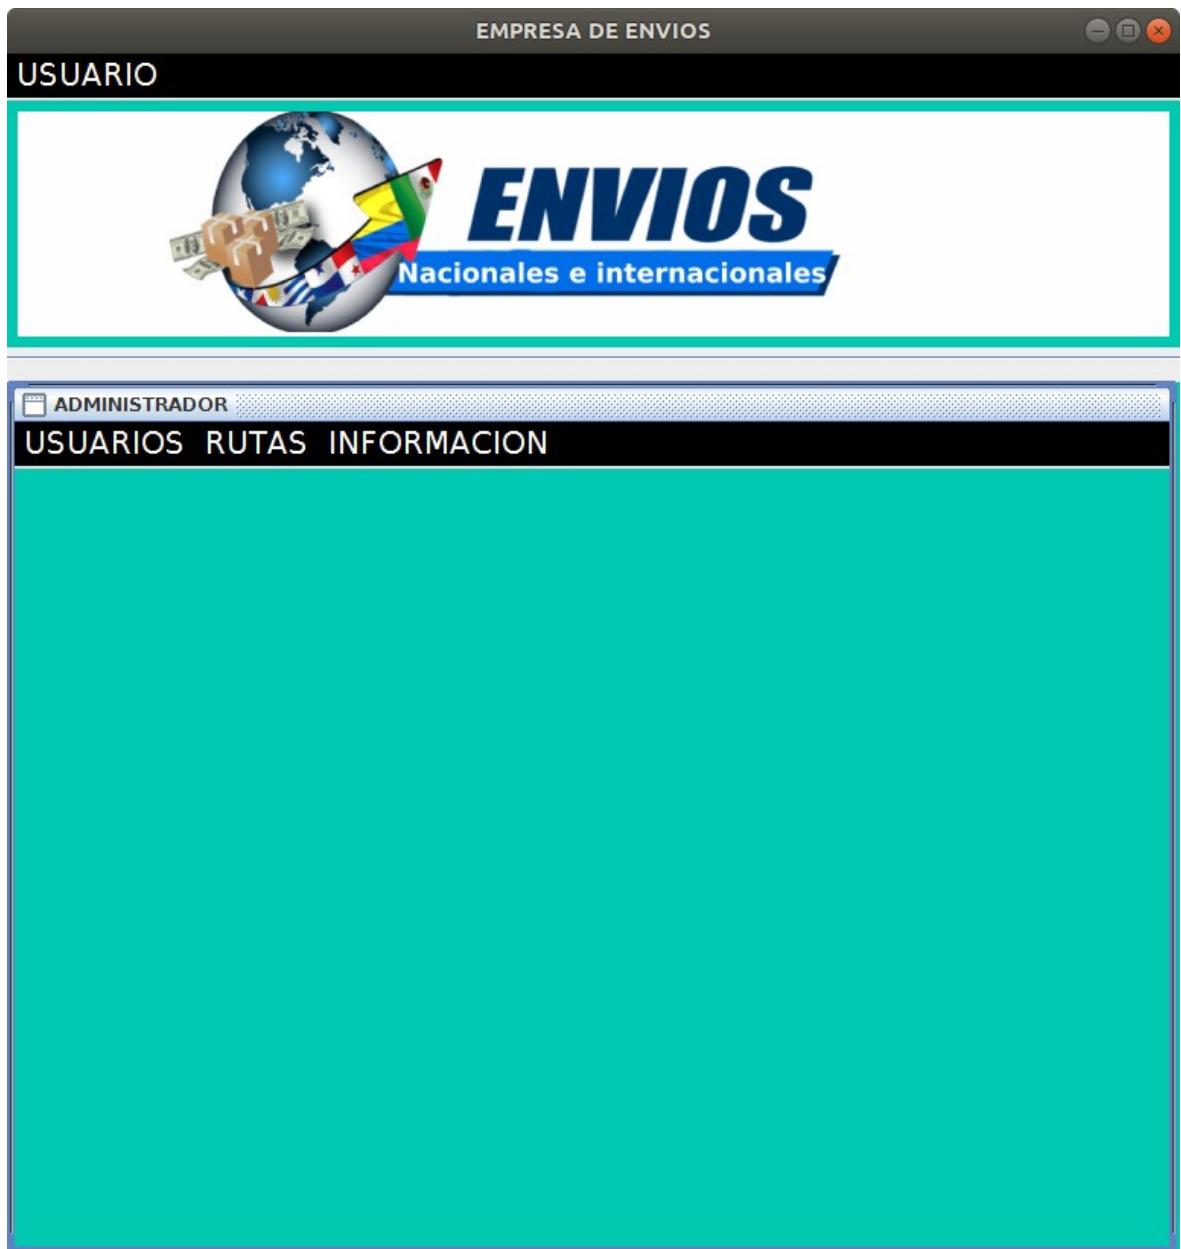 EMPRESA DE ENVIOS
USUARIO
ENVIOS
Nacionales e internacionales
ADMINISTRADOR
USUARIOS RUTAS INFORMACION